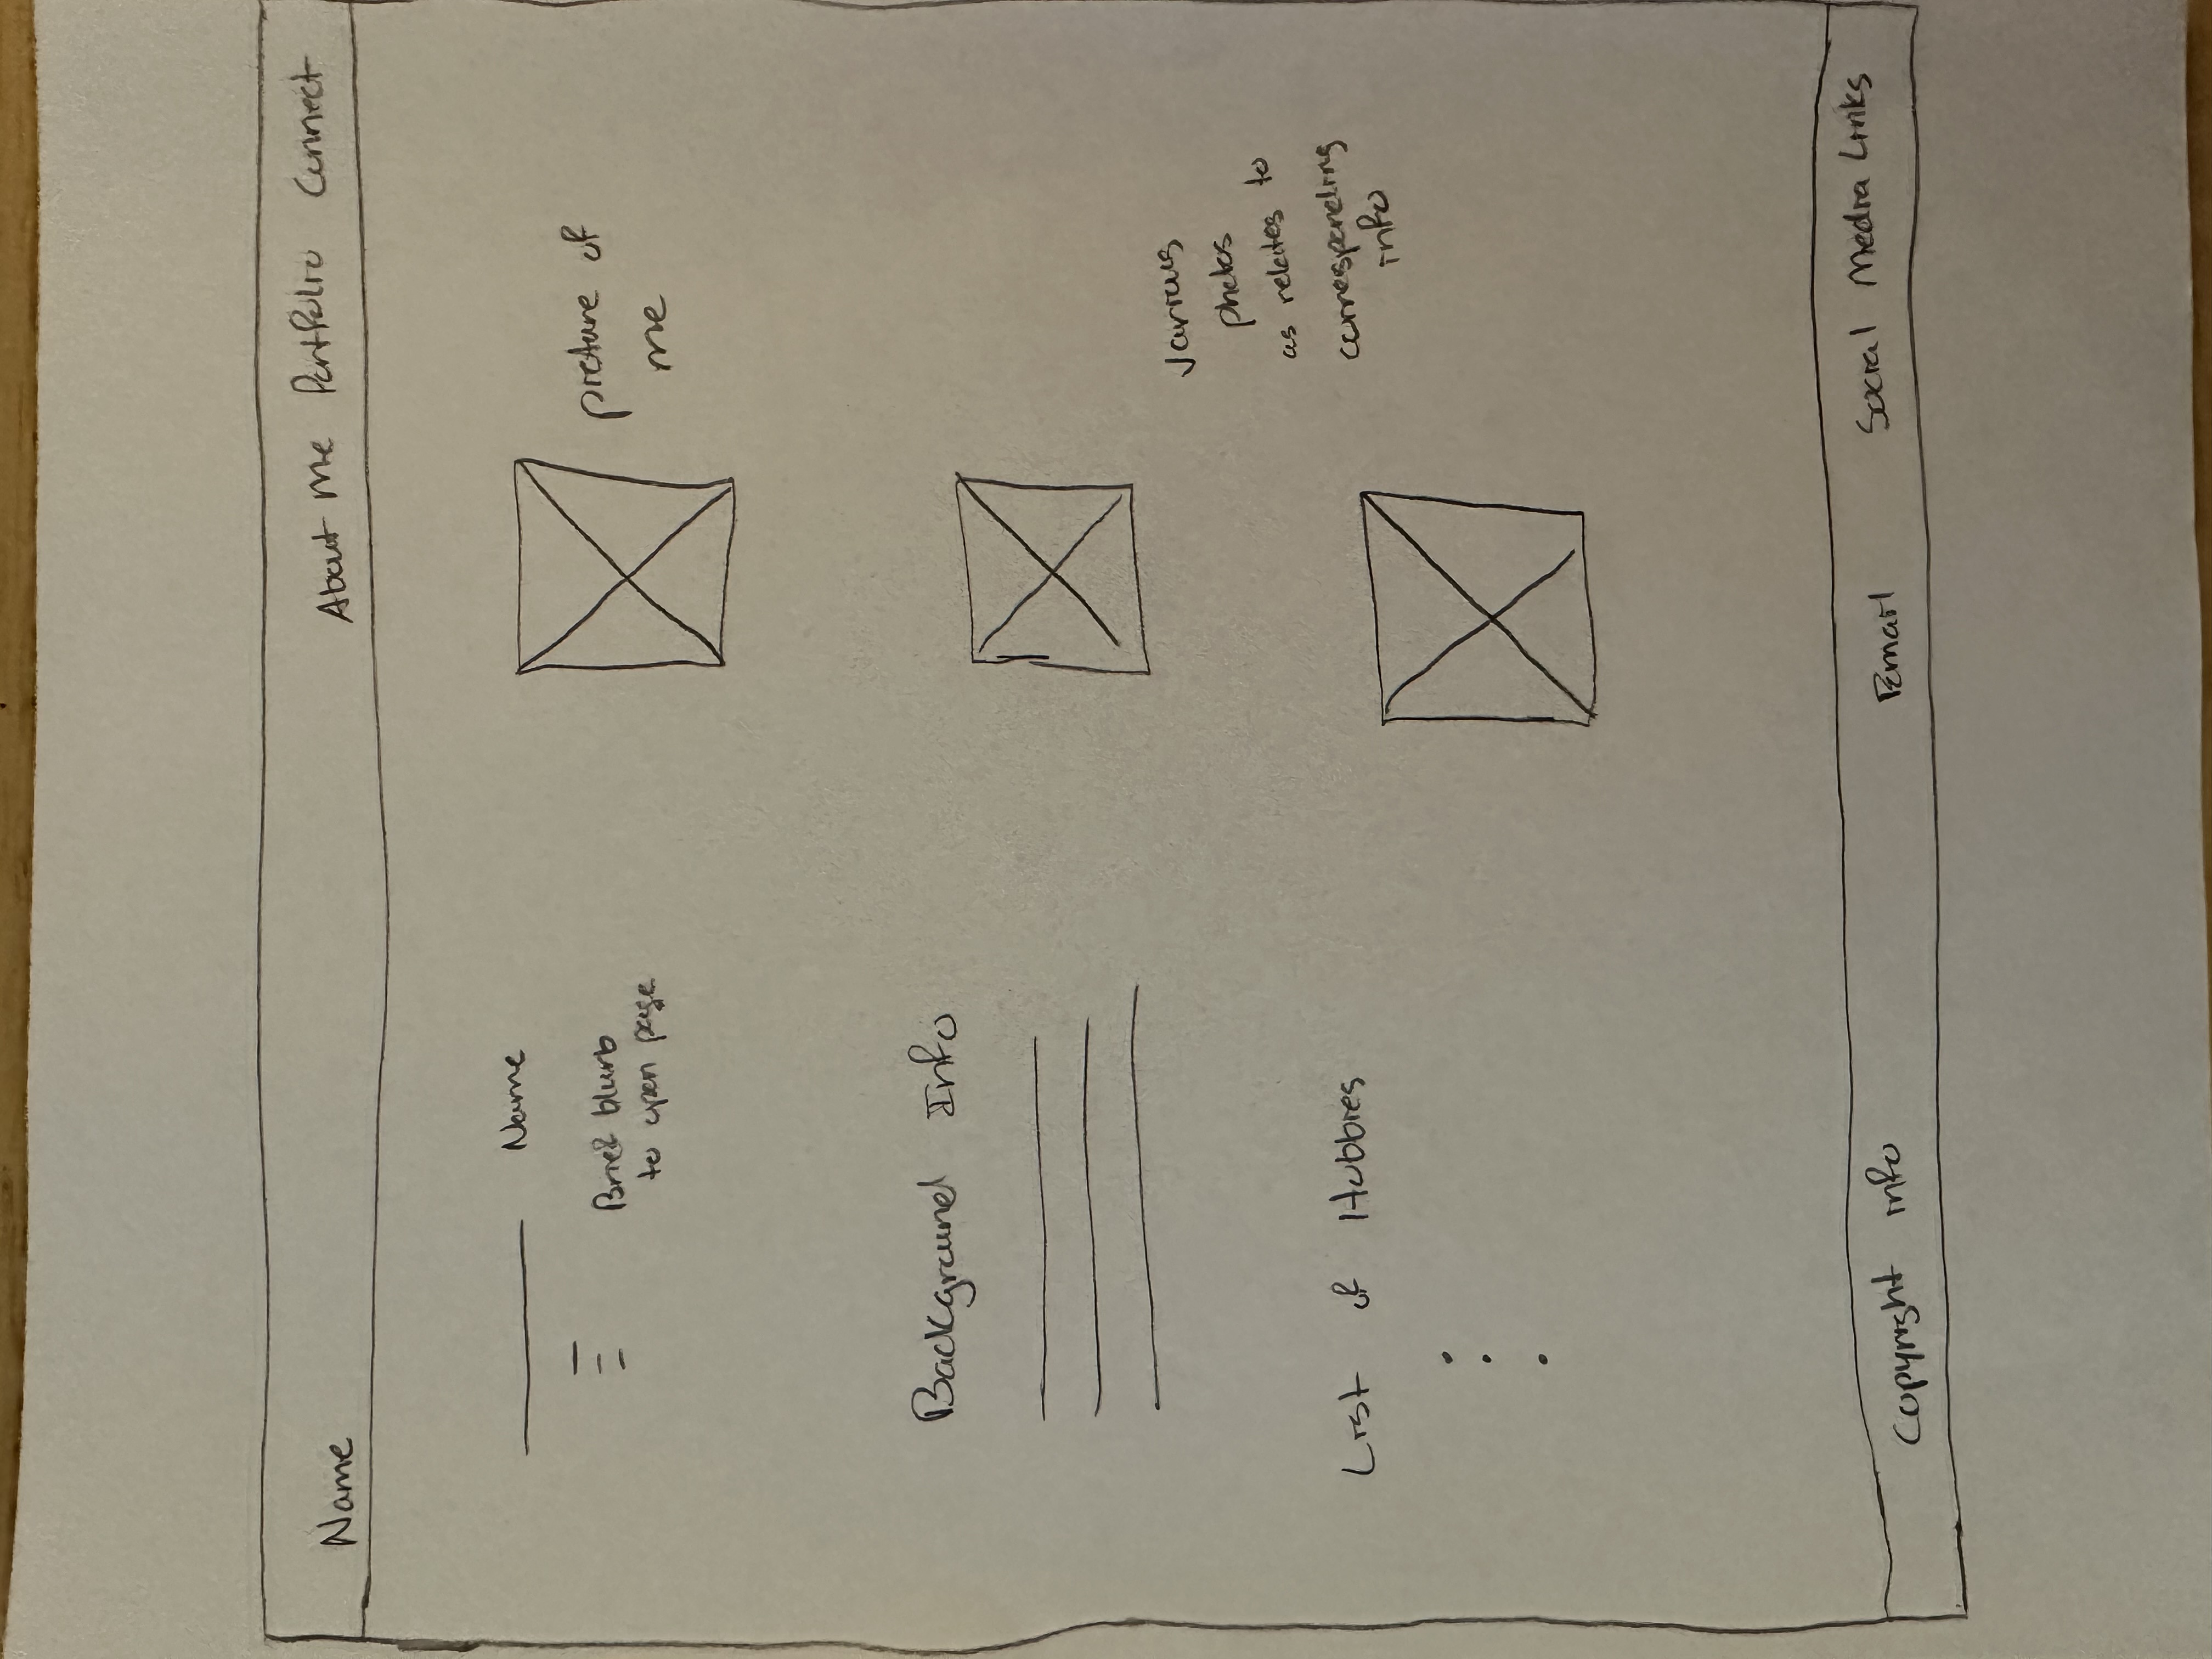 Name
About Me Portfolio Connect
Name
Brief blurb
to open page
picture of
me
Background Info
Various
photos
as relates to
corresponding
info
List of Hobbies
Copyright info
Email
Social Media Links